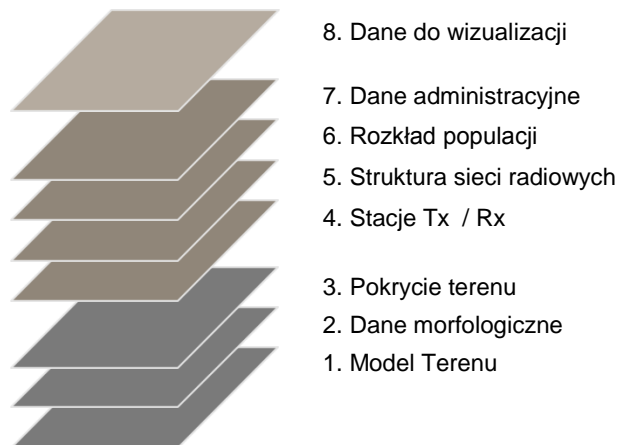 8. Dane do wizualizacji
7. Dane administracyjne
6. Rozkład populacji
5. Struktura sieci radiowych
4. Stacje Tx / Rx
3. Pokrycie terenu
2. Dane morfologiczne
1. Model Terenu